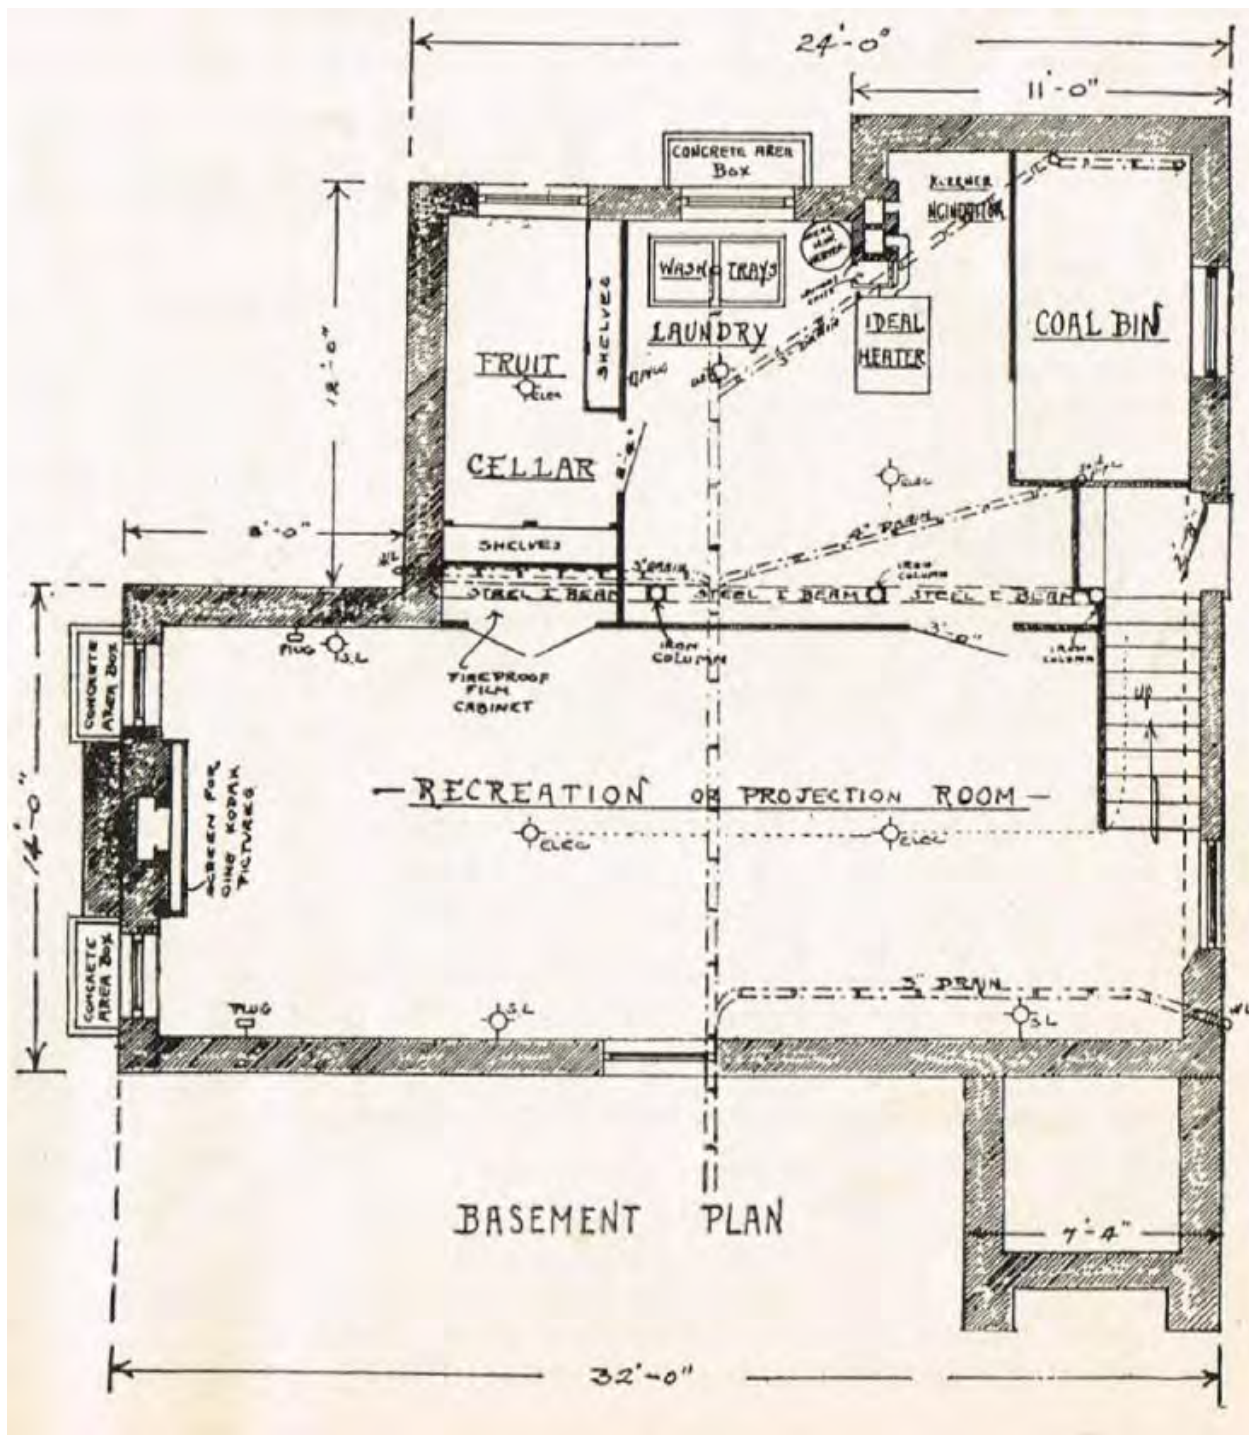 24'-0"
11'-0"
CONCRETE AREA
BOX
WASH TRAYS
SHELVES
LAUNDRY
IDEAL
HEATER
COAL BIN
FRUIT
ELEC
CELLAR
12'-0"
3" DRAIN
ELEC
4" DRAIN
8'-0"
SHELVES
3" DRAIN
IRON
COLUMN
STEEL I BEAM
STEEL I BEAM
STEEL I BEAM
PLUG
S.L
FIREPROOF
FILM
CABINET
IRON
COLUMN
3'-0"
IRON
COLUMN
CONCRETE
AREA BOX
UP
14'-0"
SCREEN FOR
CINE KODAK
PICTURES
- RECREATION OR PROJECTION ROOM -
ELEC
ELEC
CONCRETE
AREA BOX
3" DRAIN
PLUG
S.L
S.L
BASEMENT PLAN
7'-4"
32'-0"